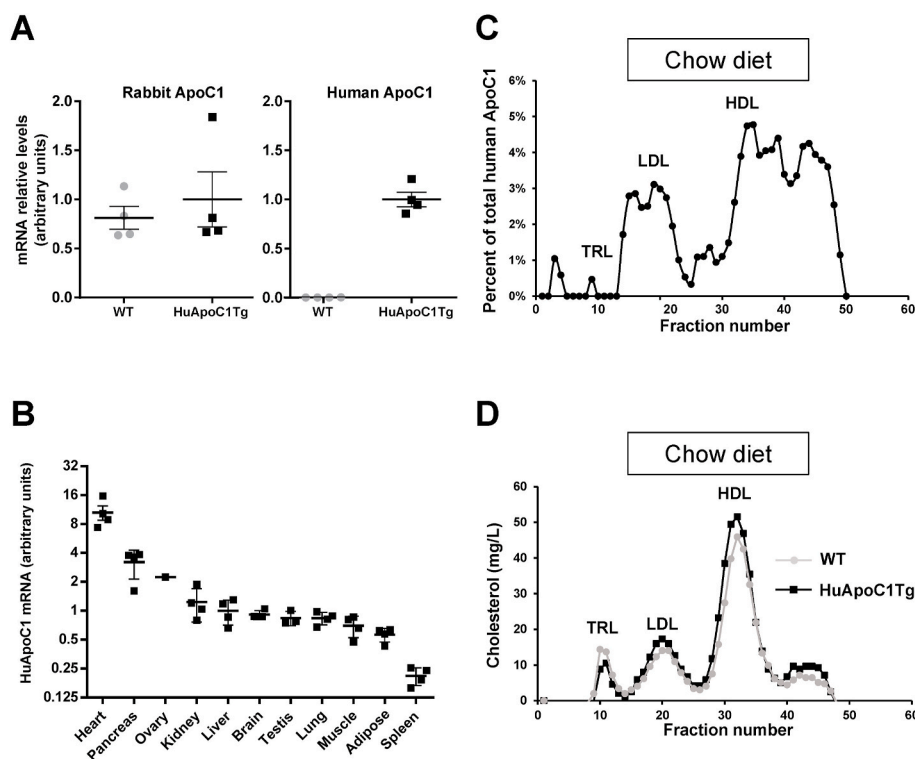 A
Rabbit ApoC1
Human ApoC1
mRNA relative levels
(arbitrary units)
2.0
1.5
1.0
0.5
0.0
WT
HuApoC1Tg
2.0
1.5
1.0
0.5
0.0
WT
HuApoC1Tg
C
Chow diet
Percent of total human ApoC1
6%
5%
4%
3%
2%
1%
0%
TRL
LDL
HDL
0
10
20
30
40
50
60
Fraction number
B
HuApoC1 mRNA (arbitrary units)
32
16
8
4
2
1
0.5
0.25
0.125
Heart
Pancreas
Ovary
Kidney
Liver
Brain
Testis
Lung
Muscle
Adipose
Spleen
D
Chow diet
Cholesterol (mg/L)
60
50
40
30
20
10
0
TRL
LDL
HDL
WT
HuApoC1Tg
0
10
20
30
40
50
60
Fraction number